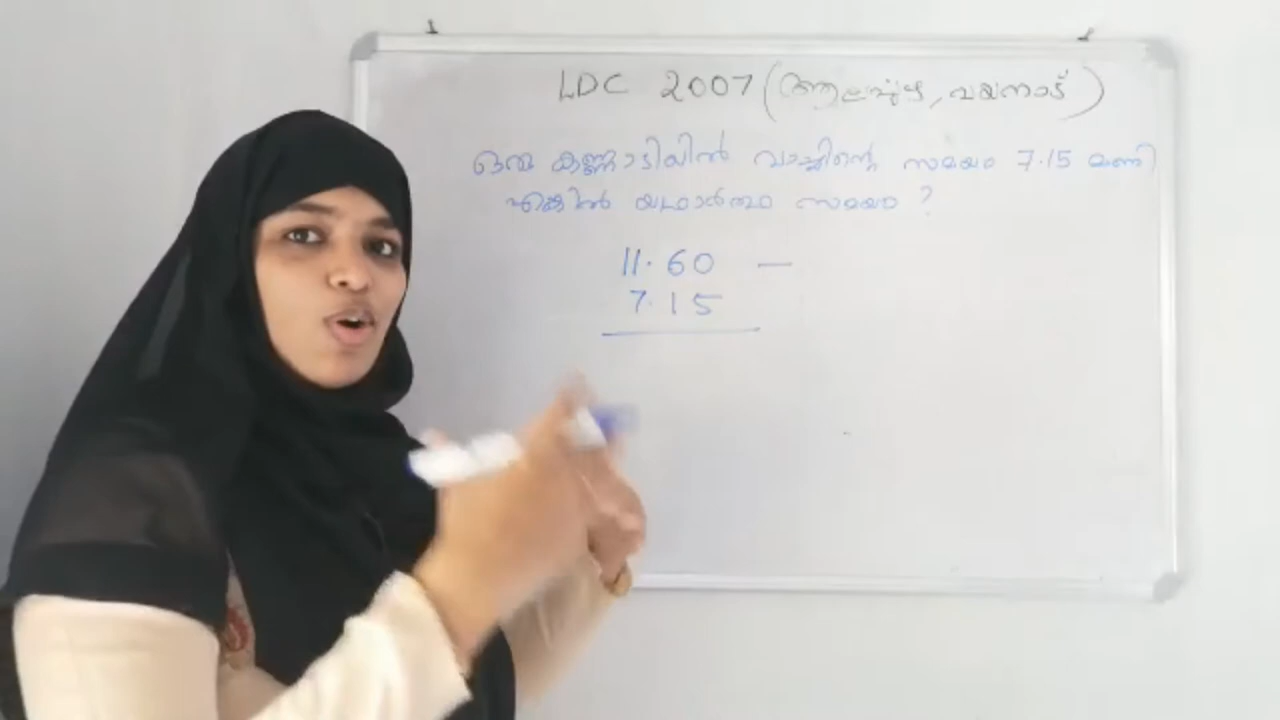 LDC 2007 (ആലപ്പുഴ, വയനാട്)
ഒരു കണ്ണാടിയിൽ വാച്ചിന്റെ സമയം 7.15 മണി
എങ്കിൽ യഥാർത്ഥ സമയം ?
11.60 —
7.15